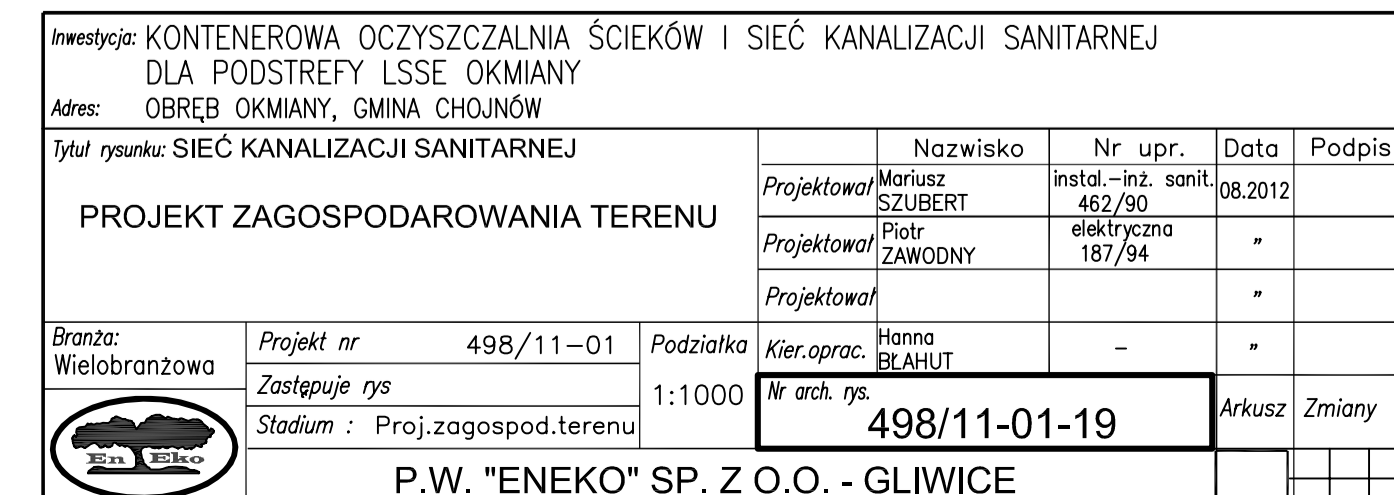 Inwestycja: KONTENEROWA OCZYSZCZALNIA ŚCIEKÓW I SIEĆ KANALIZACJI SANITARNEJ
DLA PODSTREFY LSSE OKMIANY
Adres: OBRĘB OKMIANY, GMINA CHOJNÓW
Tytuł rysunku: SIEĆ KANALIZACJI SANITARNEJ
PROJEKT ZAGOSPODAROWANIA TERENU
Nazwisko Nr upr. Data Podpis
Projektował Mariusz SZUBERT instal.-inż. sanit. 462/90 08.2012
Projektował Piotr ZAWODNY elektryczna 187/94 "
Projektował "
Kier.oprac. Hanna BŁAHUT - "
Branża:
Wielobranżowa
Projekt nr 498/11-01
Zastępuje rys
Stadium : Proj.zagospod.terenu
Podziałka
1:1000
Nr arch. rys.
498/11-01-19
Arkusz Zmiany
En Eko
P.W. "ENEKO" SP. Z O.O. - GLIWICE